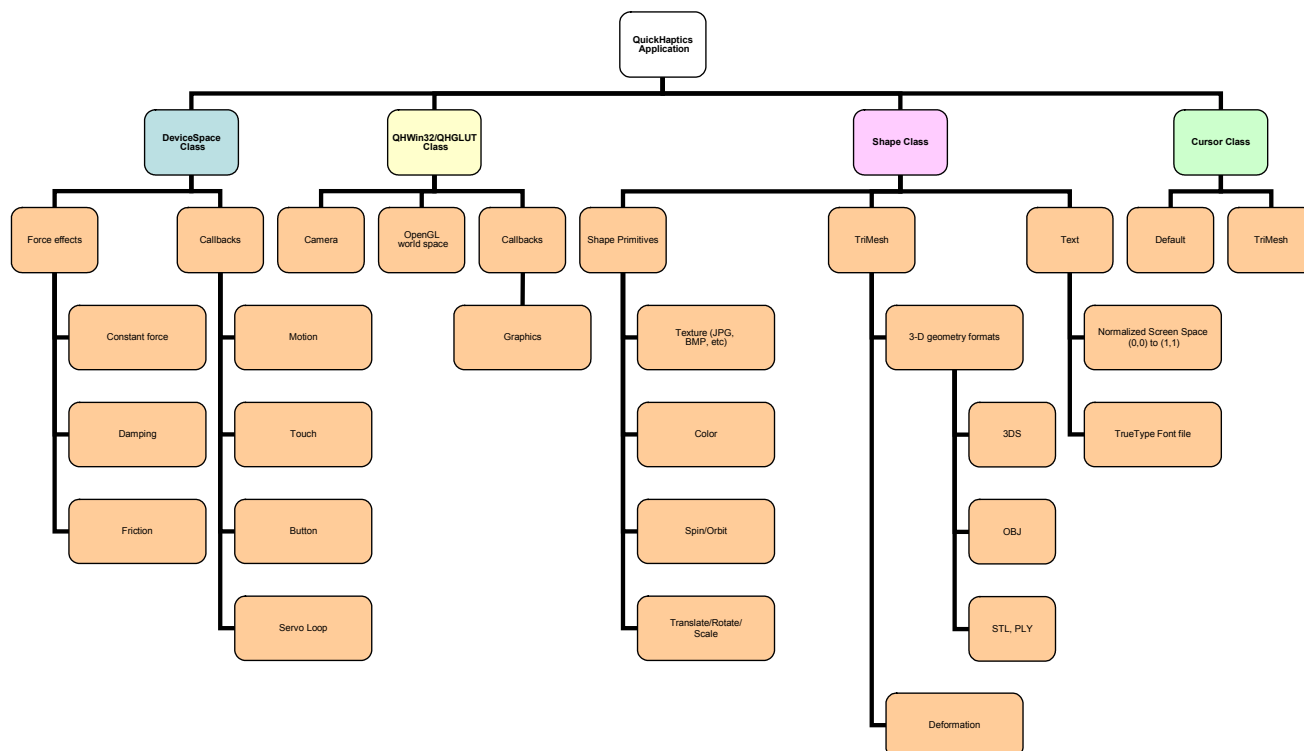 QuickHaptics
Application
DeviceSpace
Class
QHWin32/QHGLUT
Class
Shape Class
Cursor Class
Force effects
Callbacks
Camera
OpenGL
world space
Callbacks
Shape Primitives
TriMesh
Text
Default
TriMesh
Constant force
Motion
Graphics
Texture (JPG,
BMP, etc)
3-D geometry formats
Normalized Screen Space
(0,0) to (1,1)
Damping
Touch
Color
3DS
TrueType Font file
Friction
Button
Spin/Orbit
OBJ
Servo Loop
Translate/Rotate/
Scale
STL, PLY
Deformation